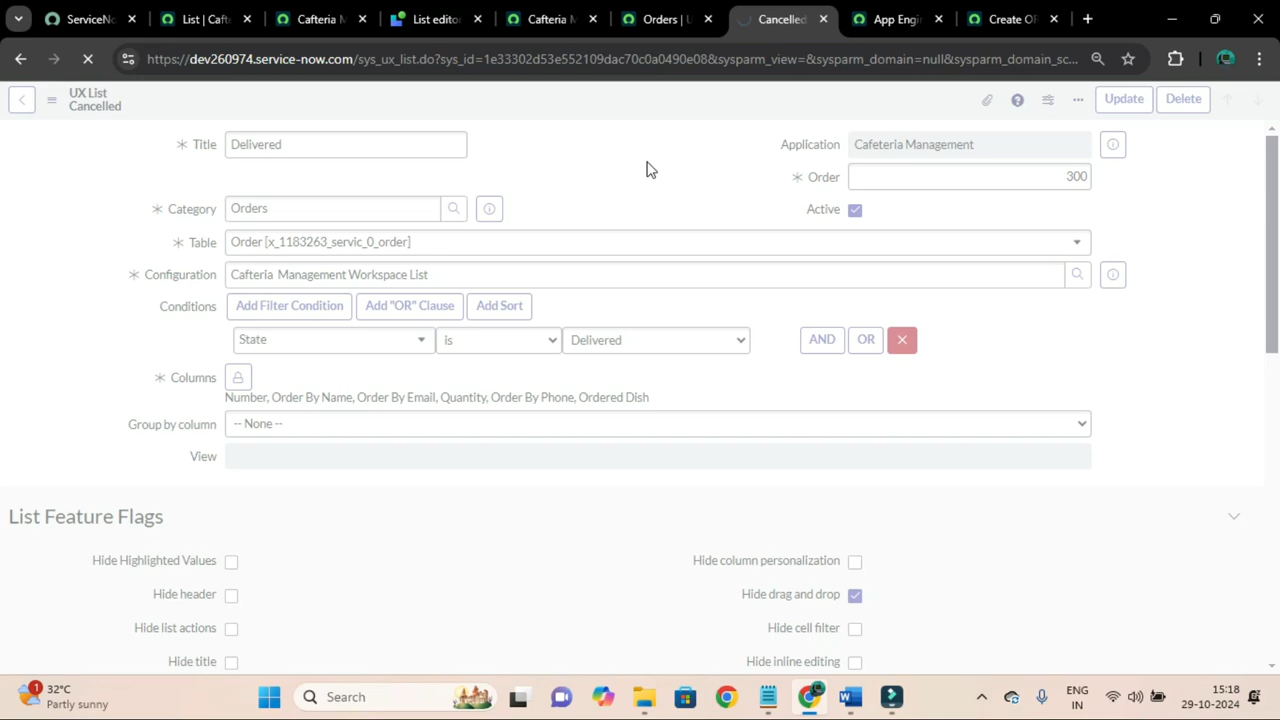 ServiceNo
List | Cafte
Cafteria M
List editor
Cafteria M
Orders | U
Cancelled
App Engin
Create OR
https://dev260974.service-now.com/sys_ux_list.do?sys_id=1e33302d53e552109dac70c0a0490e08&sysparm_view=&sysparm_domain=null&sysparm_domain_sc...
UX List
Cancelled
Update
Delete
Title
Delivered
Application
Cafeteria Management
Order
300
Category
Orders
Active
Table
Order [x_1183263_servic_0_order]
Configuration
Cafteria Management Workspace List
Conditions
Add Filter Condition
Add "OR" Clause
Add Sort
State
is
Delivered
AND
OR
Columns
Number, Order By Name, Order By Email, Quantity, Order By Phone, Ordered Dish
Group by column
-- None --
View
List Feature Flags
Hide Highlighted Values
Hide column personalization
Hide header
Hide drag and drop
Hide list actions
Hide cell filter
Hide title
Hide inline editing
1
32°C
Partly sunny
Search
ENG
IN
15:18
29-10-2024